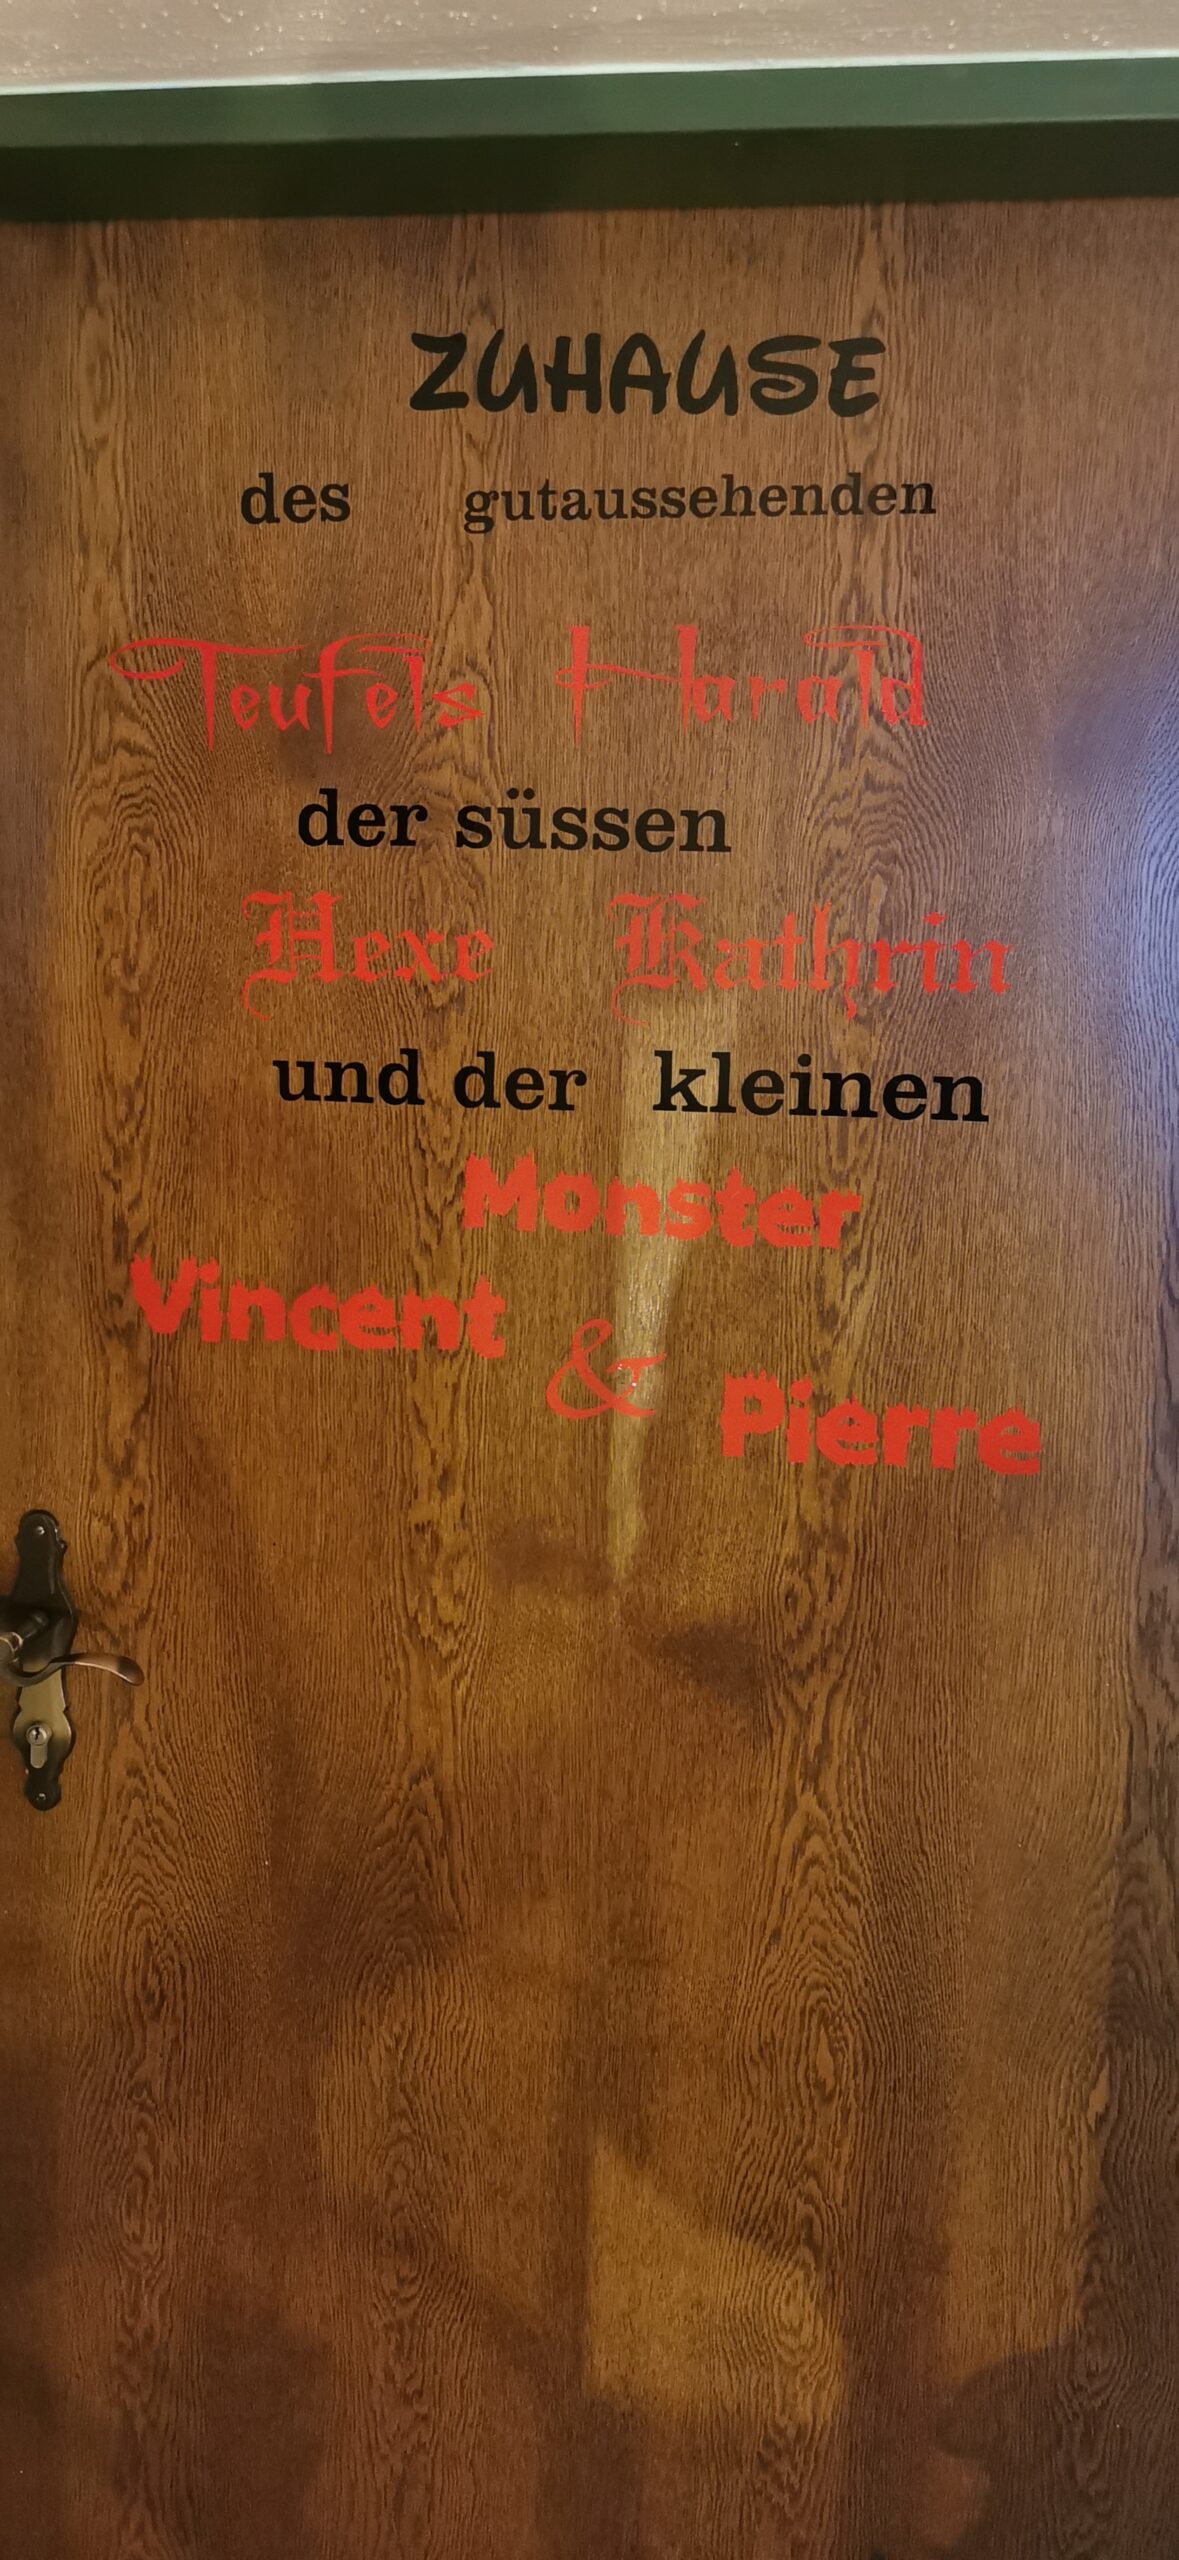 ZUHAUSE
des gutaussehenden
Teufels Harald
der süssen
Hexe Kathrin
und der kleinen
Monster
Vincent & Pierre